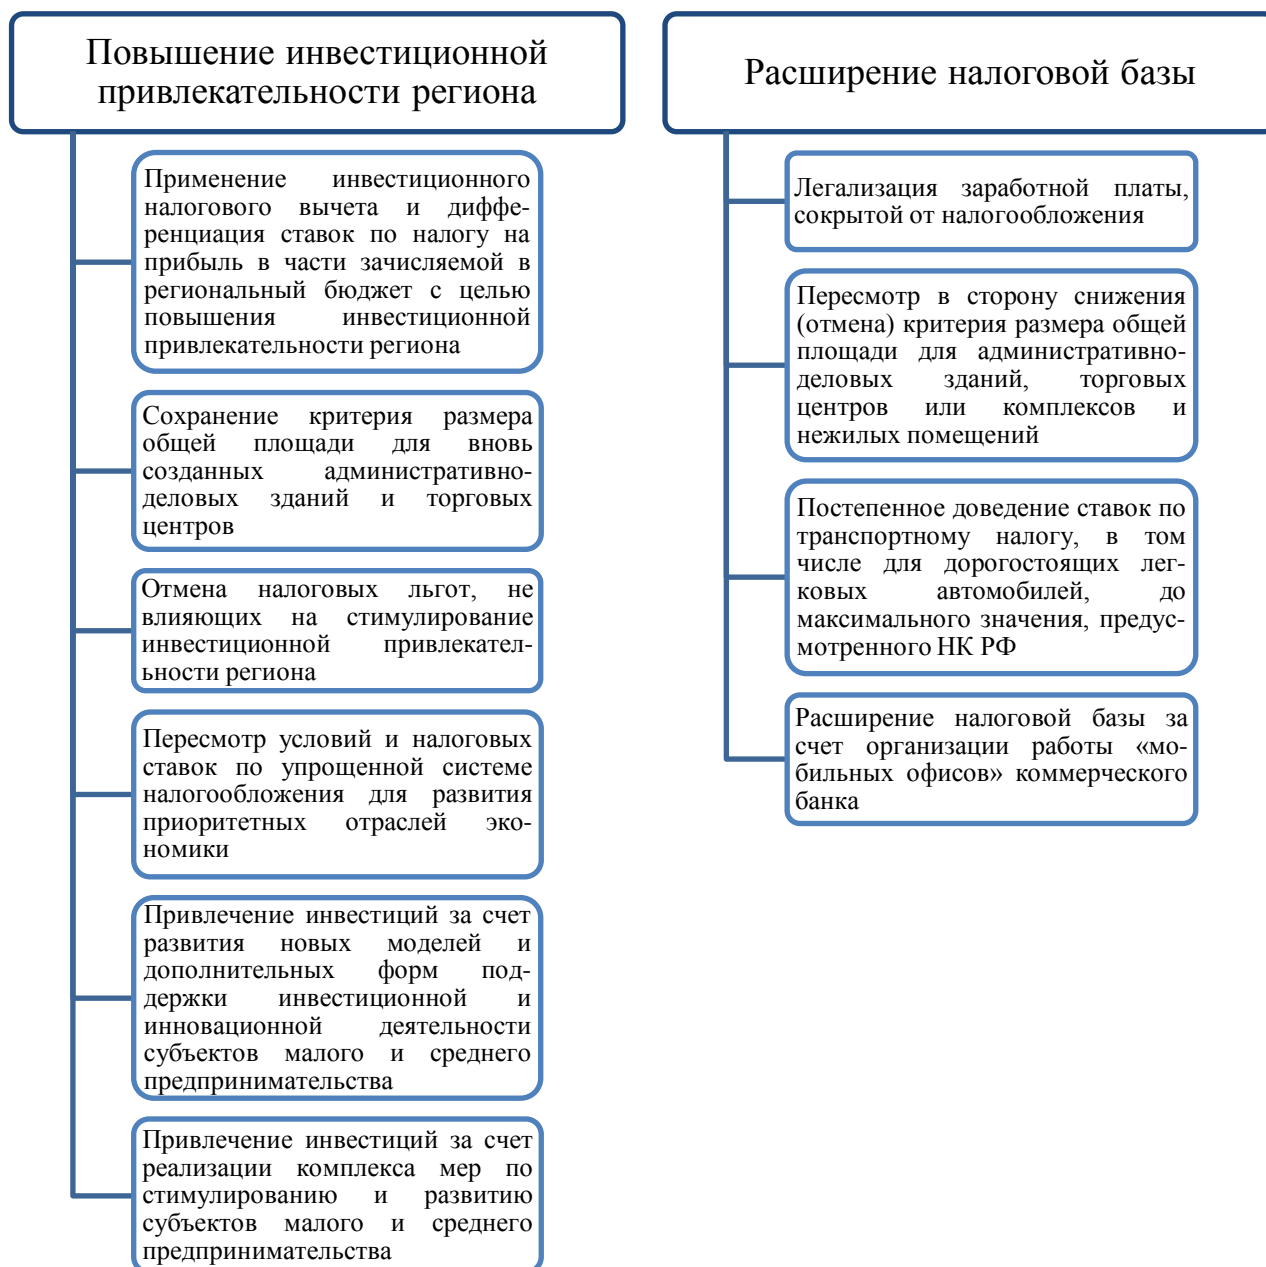 Повышение инвестиционной
привлекательности региона
Применение инвестиционного
налогового вычета и диффе-
ренциация ставок по налогу на
прибыль в части зачисляемой в
региональный бюджет с целью
повышения инвестиционной
привлекательности региона
Сохранение критерия размера
общей площади для вновь
созданных административно-
деловых зданий и торговых
центров
Отмена налоговых льгот, не
влияющих на стимулирование
инвестиционной привлекател-
ьности региона
Пересмотр условий и налоговых
ставок по упрощенной системе
налогообложения для развития
приоритетных отраслей эко-
номики
Привлечение инвестиций за счет
развития новых моделей и
дополнительных форм под-
держки инвестиционной и
инновационной деятельности
субъектов малого и среднего
предпринимательства
Привлечение инвестиций за счет
реализации комплекса мер по
стимулированию и развитию
субъектов малого и среднего
предпринимательства
Расширение налоговой базы
Легализация заработной платы,
сокрытой от налогообложения
Пересмотр в сторону снижения
(отмена) критерия размера общей
площади для административно-
деловых зданий, торговых
центров или комплексов и
нежилых помещений
Постепенное доведение ставок по
транспортному налогу, в том
числе для дорогостоящих лег-
ковых автомобилей, до
максимального значения, предус-
мотренного НК РФ
Расширение налоговой базы за
счет организации работы «мо-
бильных офисов» коммерческого
банка